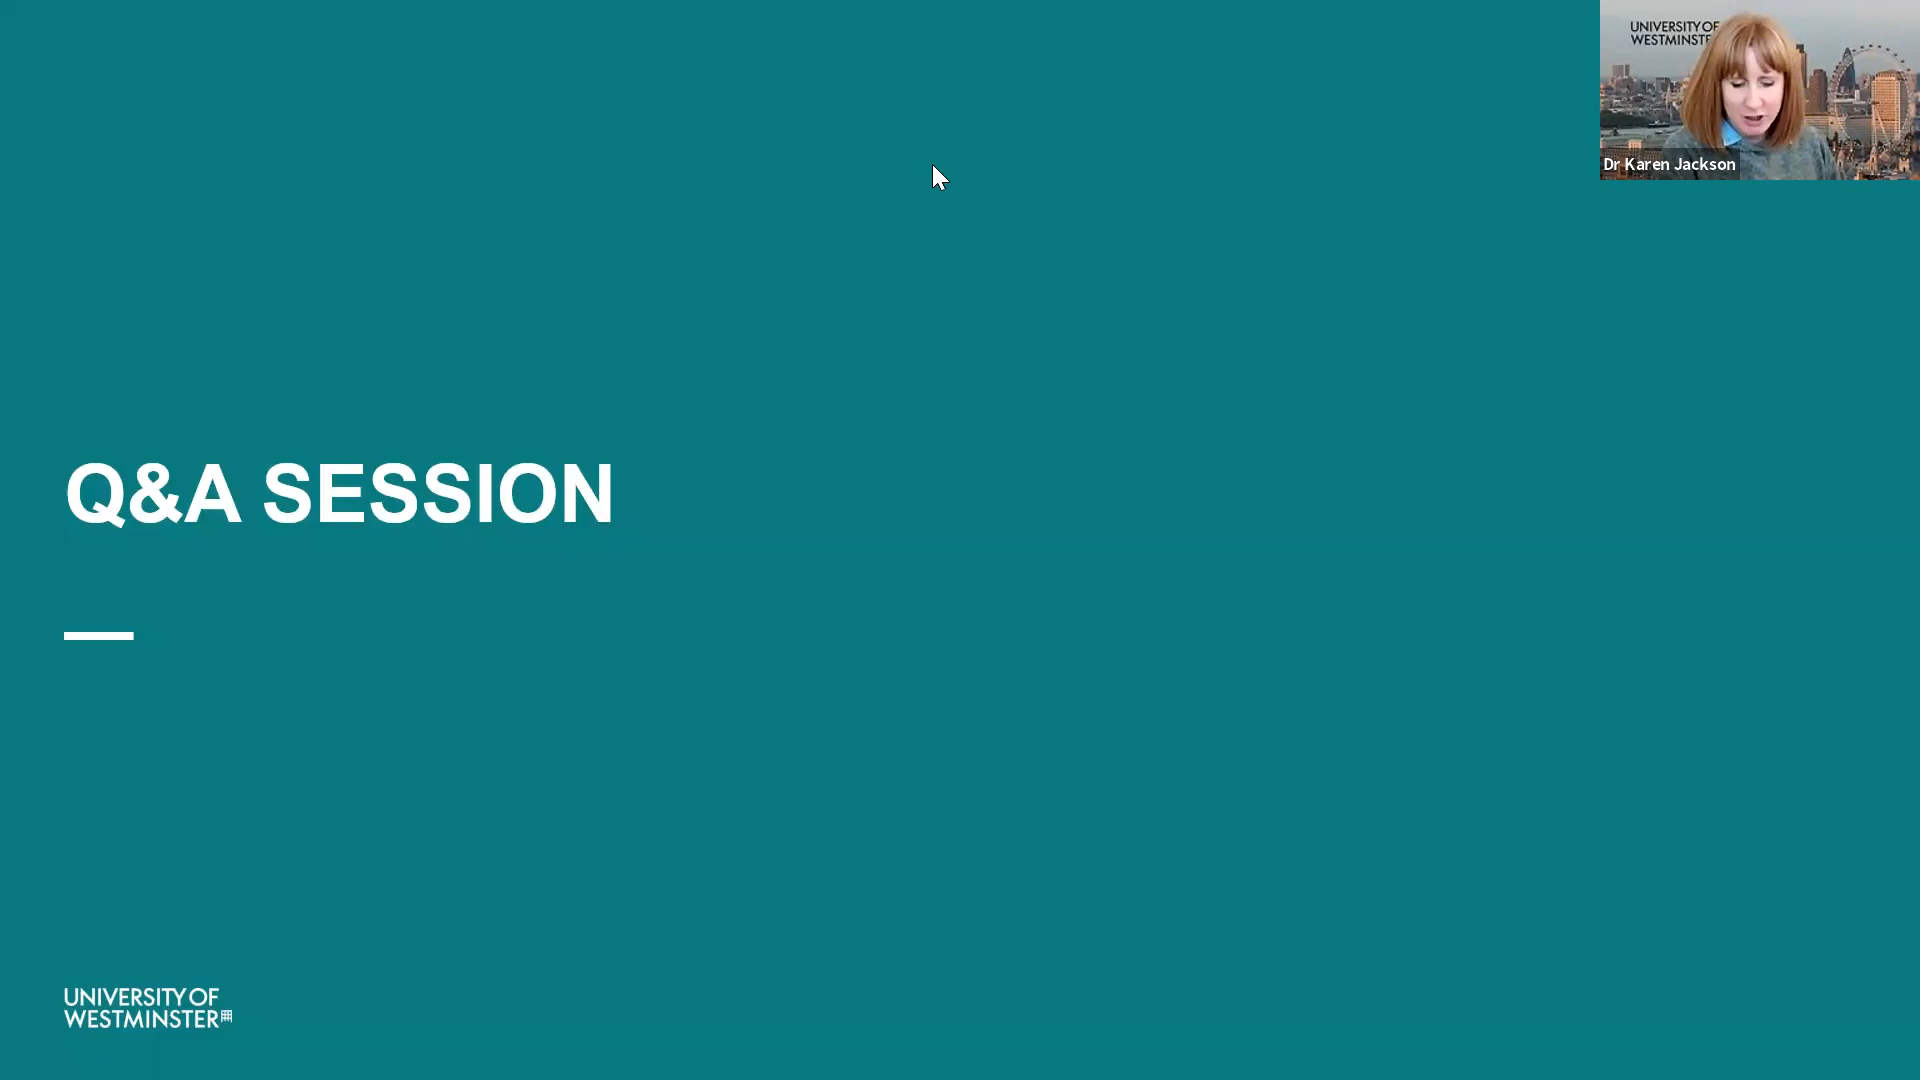 UNIVERSITY OF
WESTMINSTE
Dr Karen Jackson
Q&A SESSION
UNIVERSITY OF
WESTMINSTER